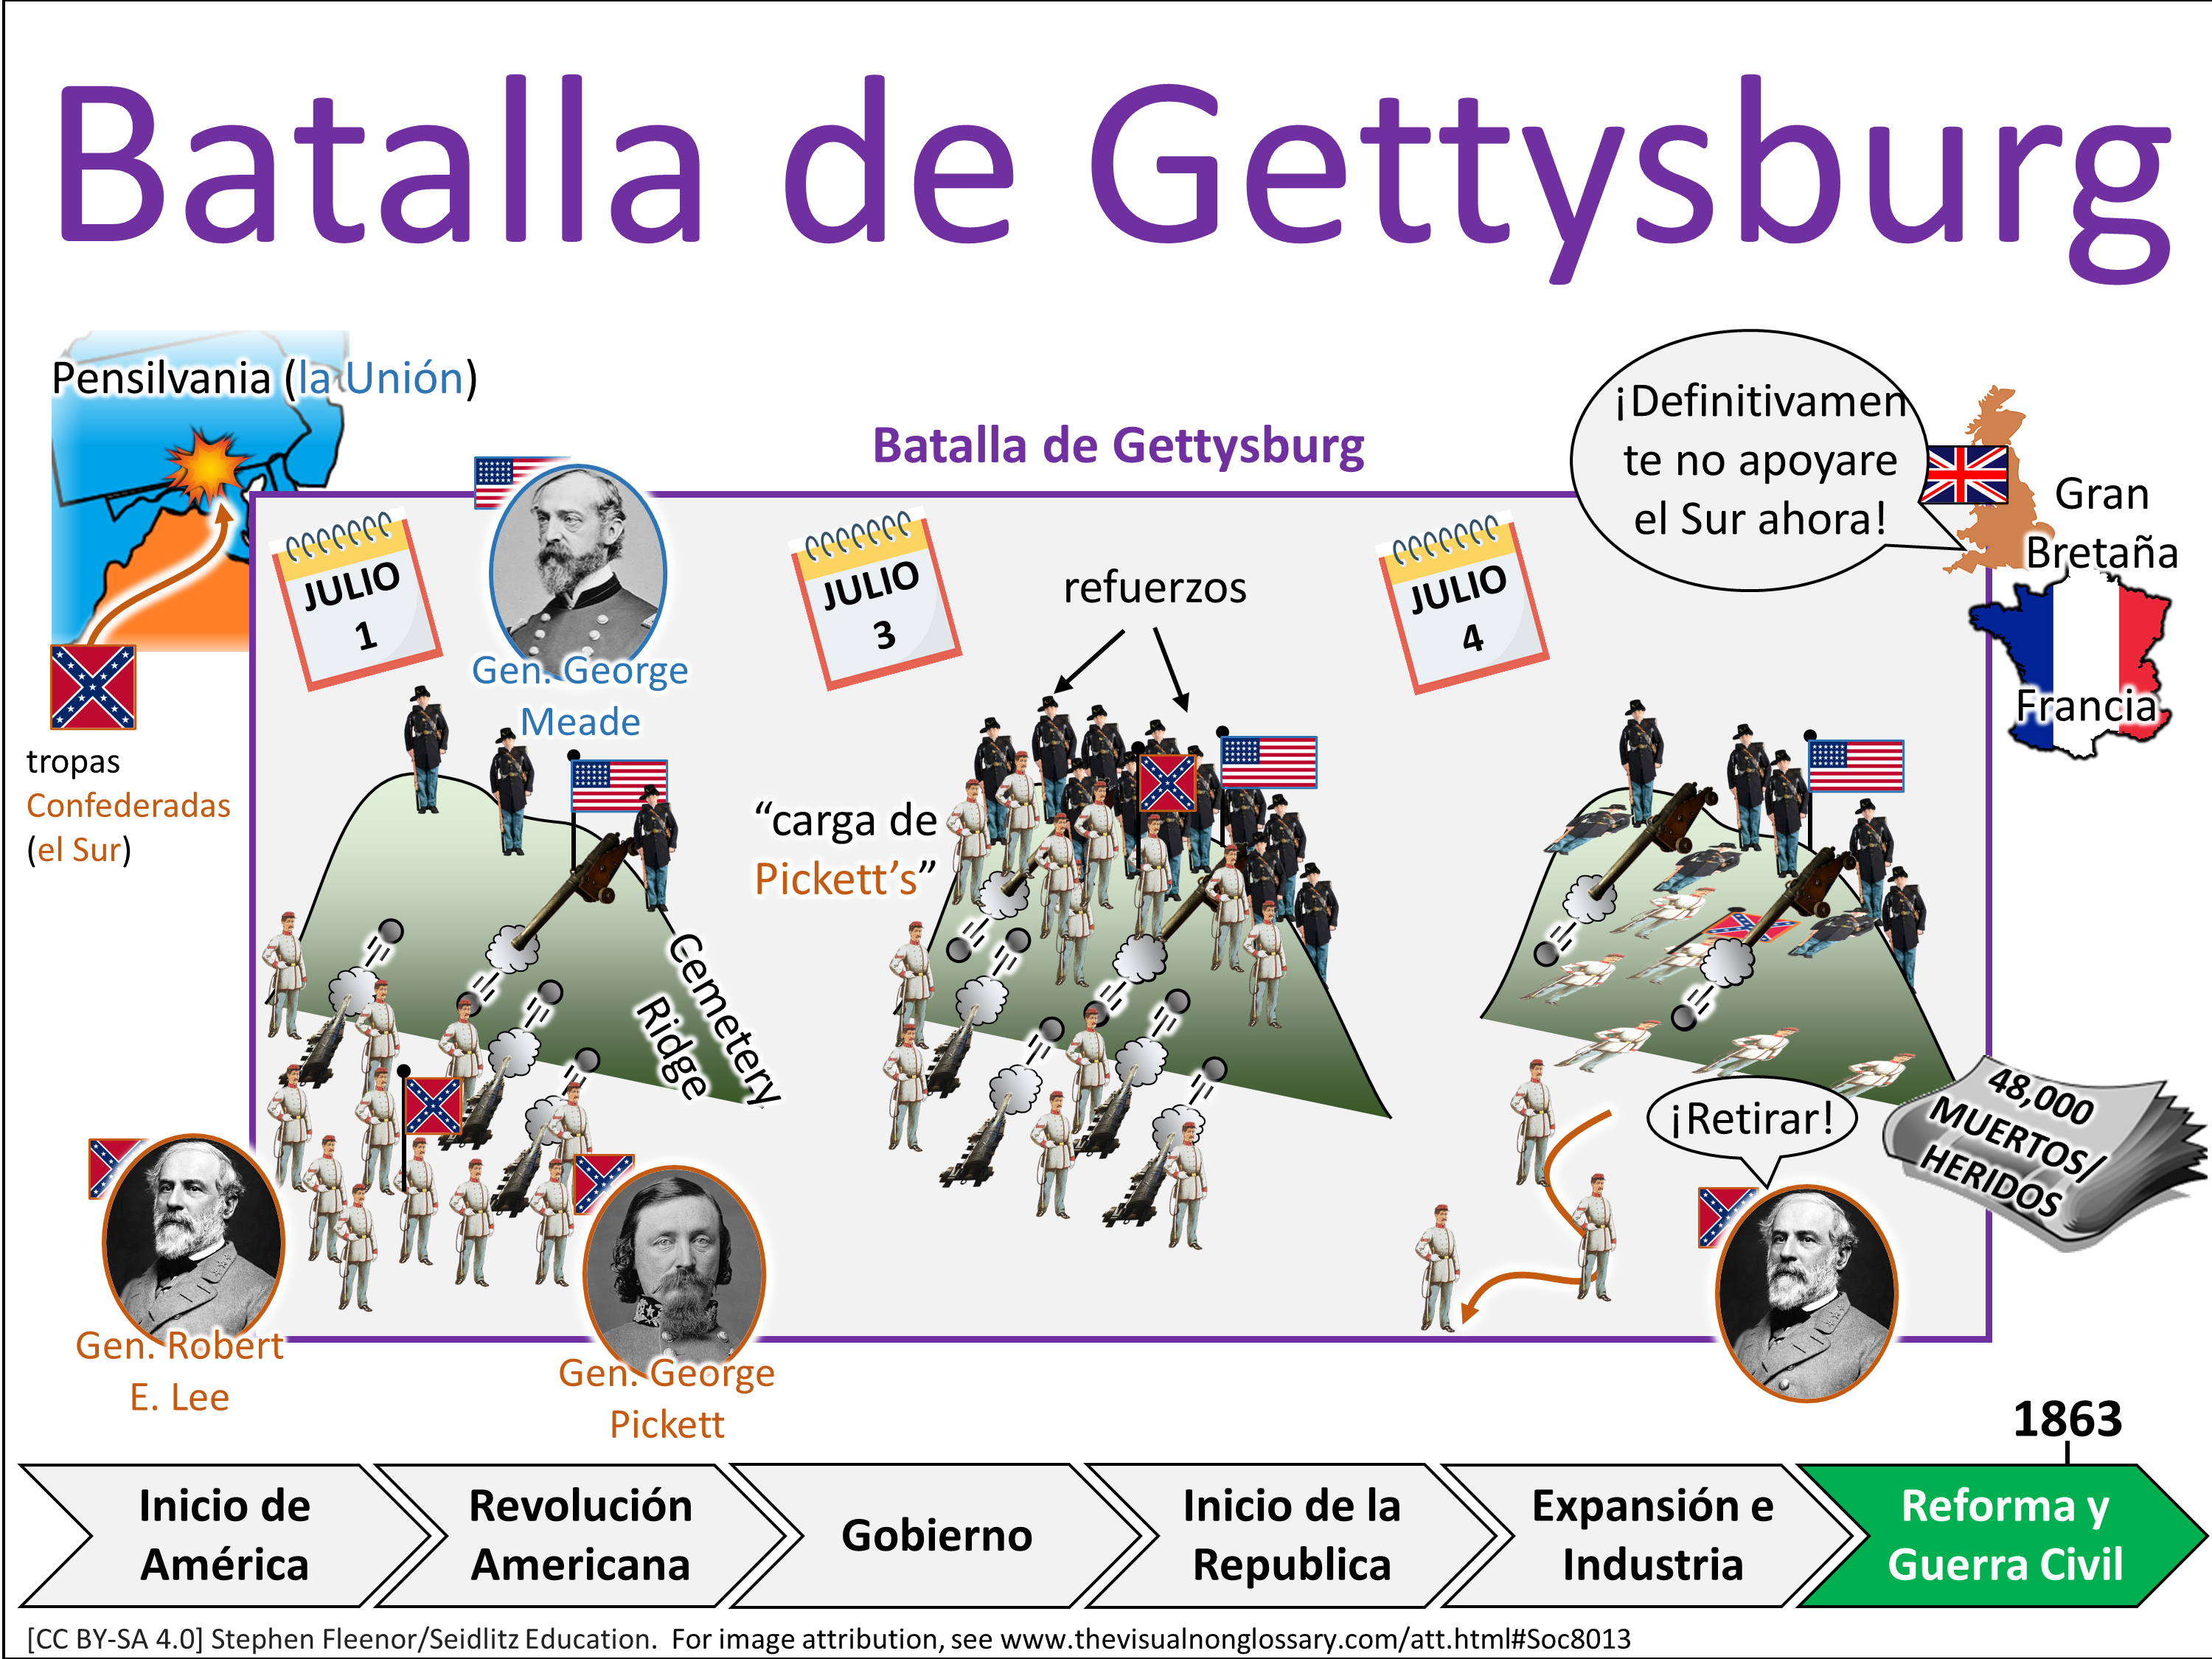 Batalla de Gettysburg
Pensilvania (la Unión)
tropas
Confederadas
(el Sur)
Batalla de Gettysburg
JULIO
1
Gen. George
Meade
Cemetery
Ridge
Gen. Robert
E. Lee
Gen. George
Pickett
JULIO
3
refuerzos
“carga de
Pickett’s”
JULIO
4
¡Retirar!
¡Definitivamen
te no apoyare
el Sur ahora!
Gran
Bretaña
Francia
48,000
MUERTOS/
HERIDOS
1863
Inicio de
América
Revolución
Americana
Gobierno
Inicio de la
Republica
Expansión e
Industria
Reforma y
Guerra Civil
[CC BY-SA 4.0] Stephen Fleenor/Seidlitz Education.  For image attribution, see www.thevisualnonglossary.com/att.html#Soc8013